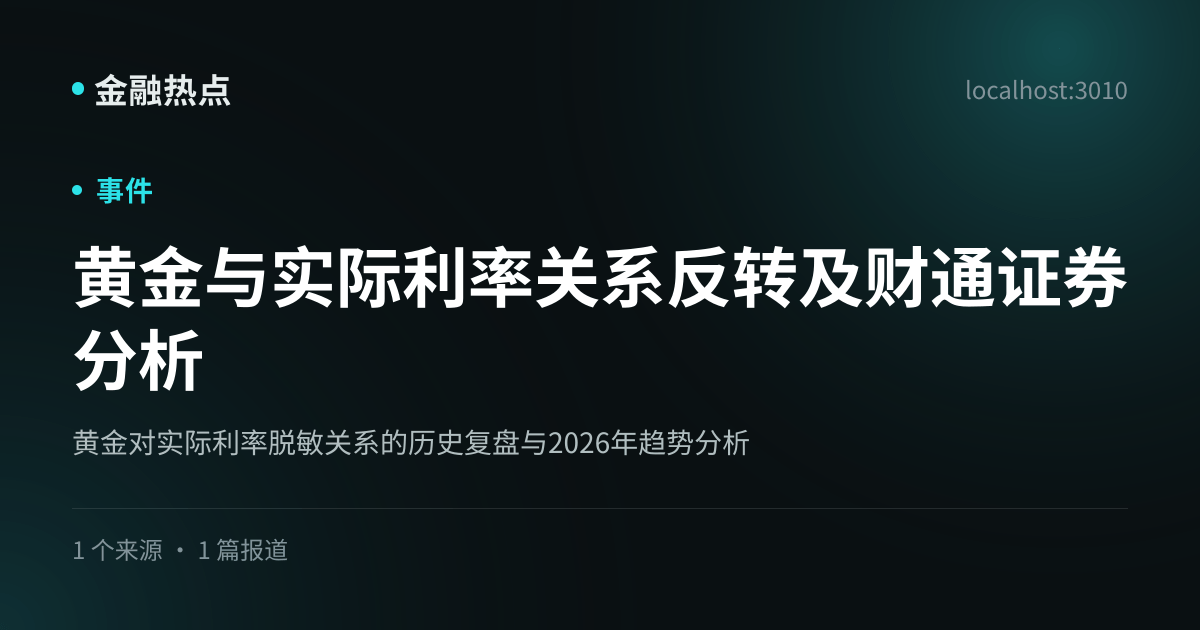 金融热点
localhost:3010
事件
黄金与实际利率关系反转及财通证券
分析
黄金对实际利率脱敏关系的历史复盘与2026年趋势分析
1 个来源 • 1 篇报道